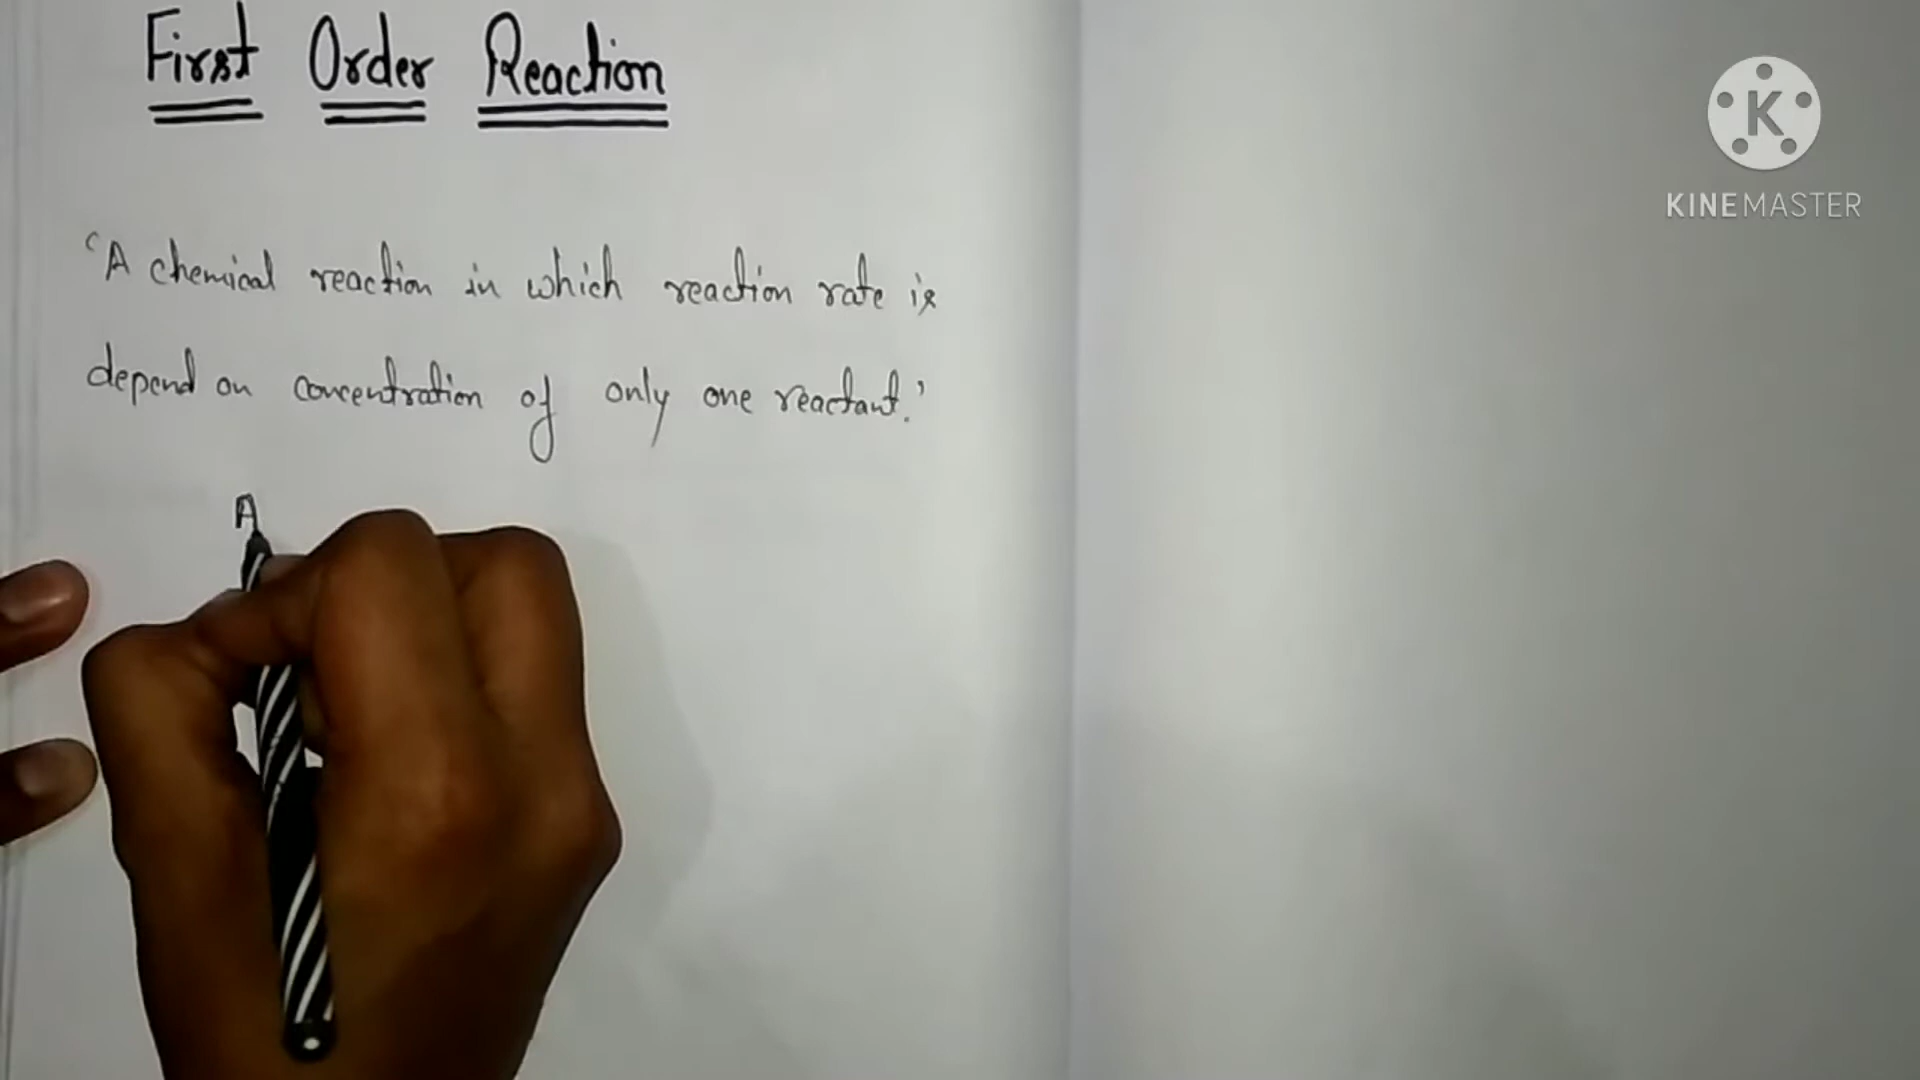 First Order Reaction
K
KINEMASTER
'A chemical reaction in which reaction rate is
depend on concentration of only one reactant.'
A